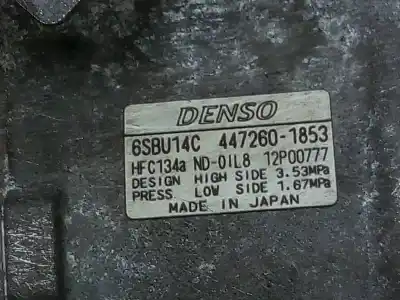 DENSO
6SBU14C 447260-1853
HFC134a ND-OIL8 12P00777
DESIGN HIGH SIDE 3.53MPa
PRESS. LOW SIDE 1.67MPa
MADE IN JAPAN